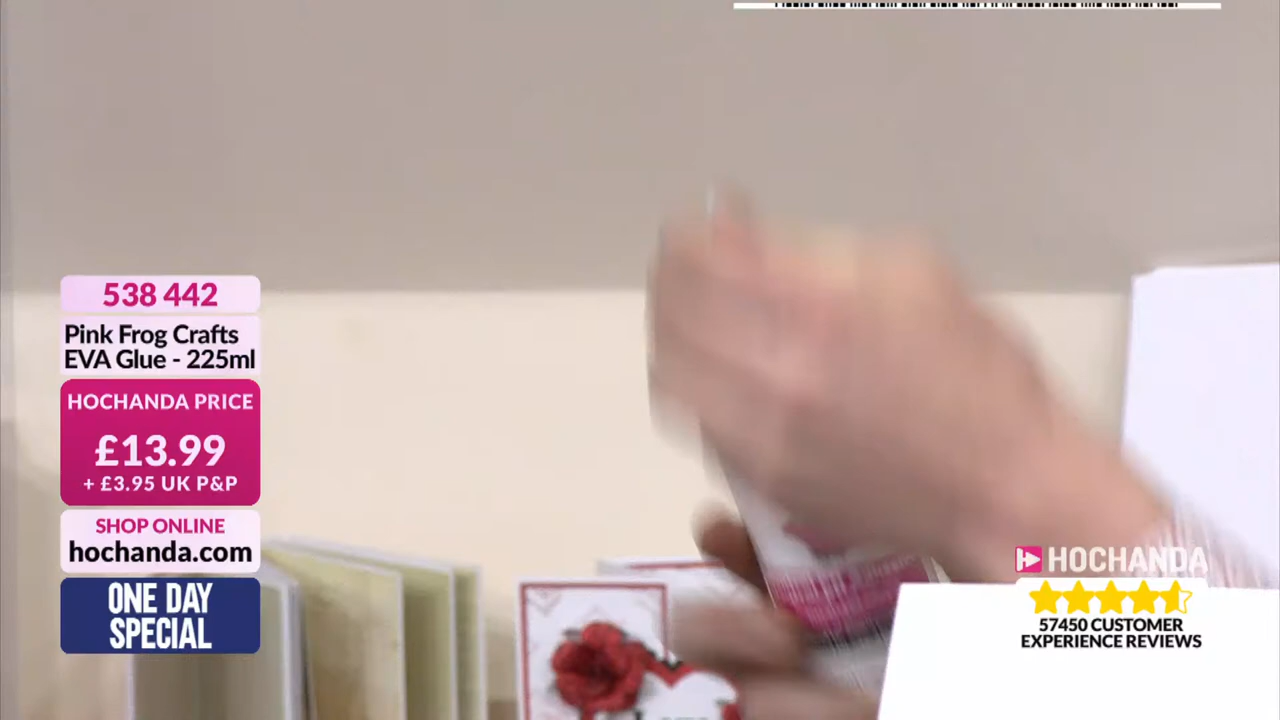 538 442
Pink Frog Crafts
EVA Glue - 225ml
HOCHANDA PRICE
£13.99
+ £3.95 UK P&P
SHOP ONLINE
hochanda.com
ONE DAY
SPECIAL
HOCHANDA
57450 CUSTOMER
EXPERIENCE REVIEWS